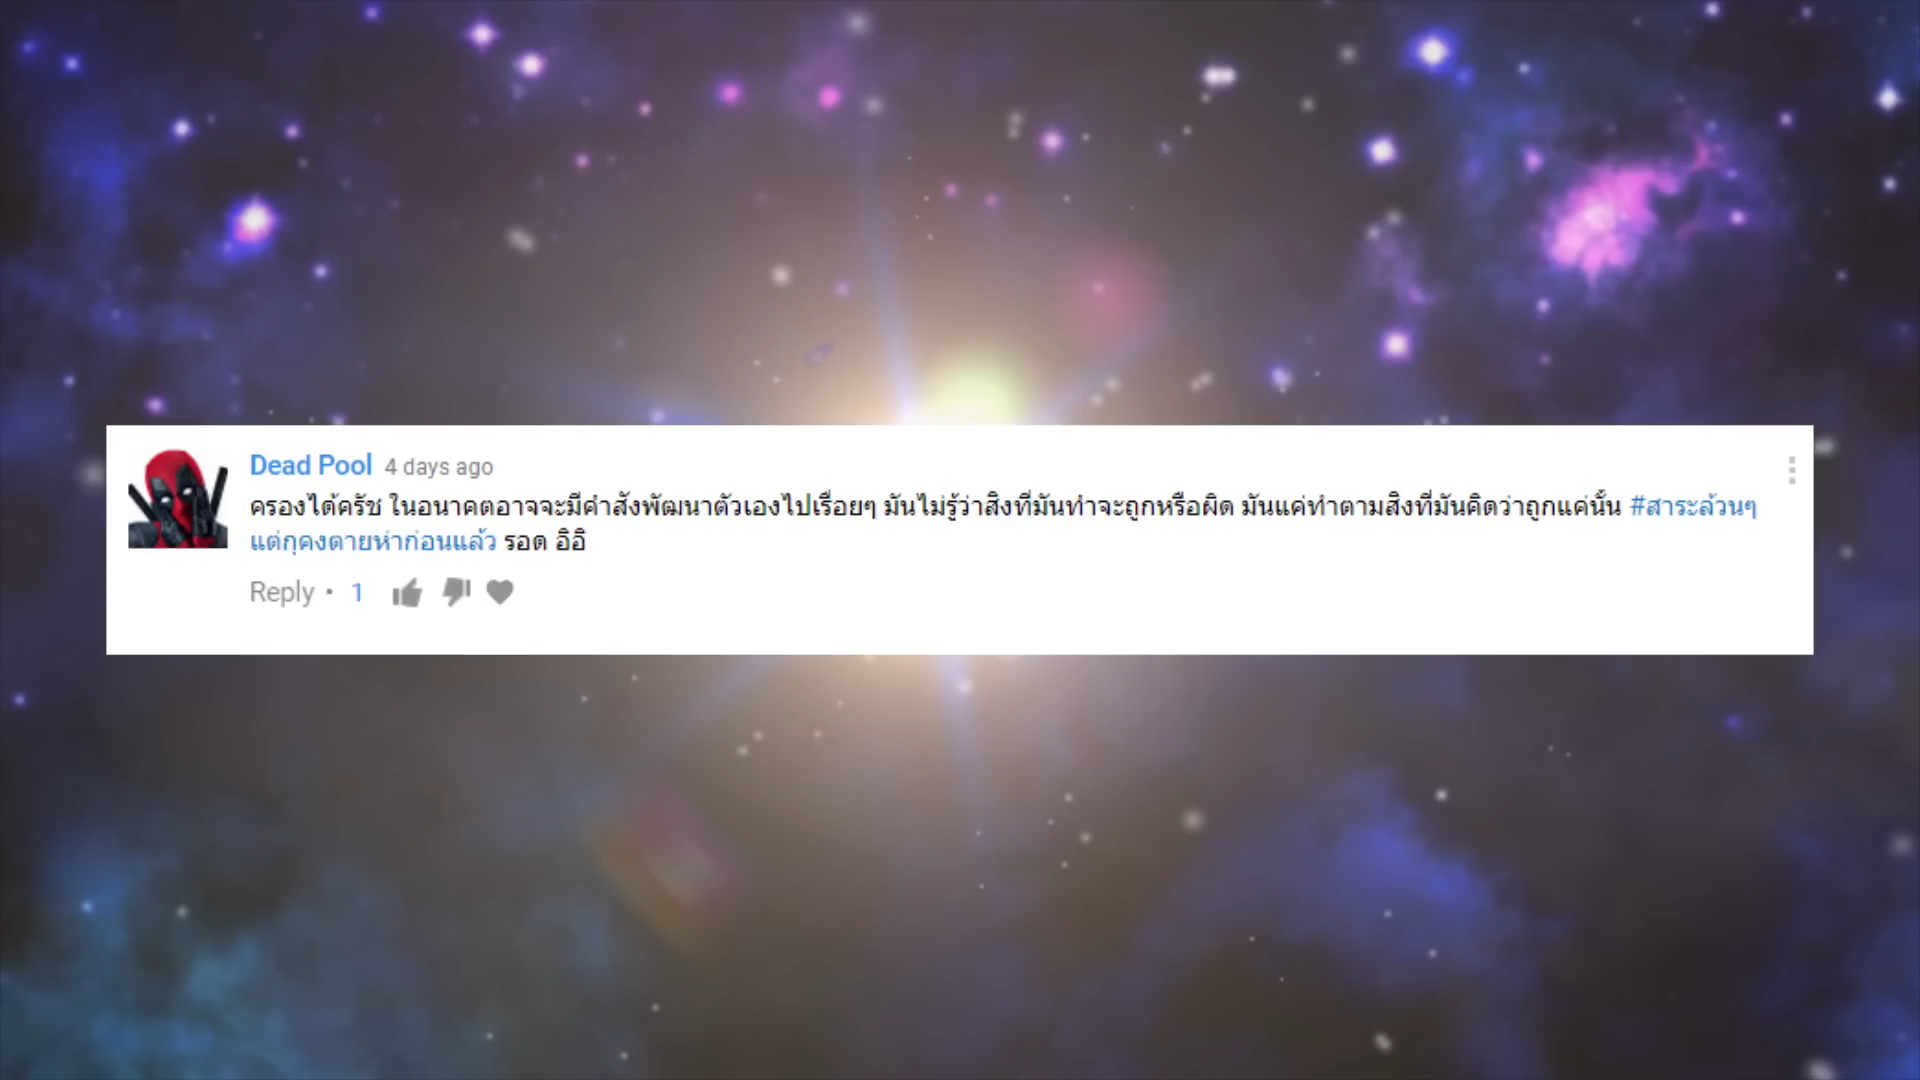 Dead Pool 4 days ago
ครองได้ครัช ในอนาคตอาจจะมีคำสั่งพัฒนาตัวเองไปเรื่อยๆ มันไม่รู้ว่าสิ่งที่มันทำจะถูกหรือผิด มันแค่ทำตามสิ่งที่มันคิดว่าถูกแค่นั้น #สาระล้วนๆ
แต่กุคงตายห่าก่อนแล้ว รอด อิอิ
Reply • 1